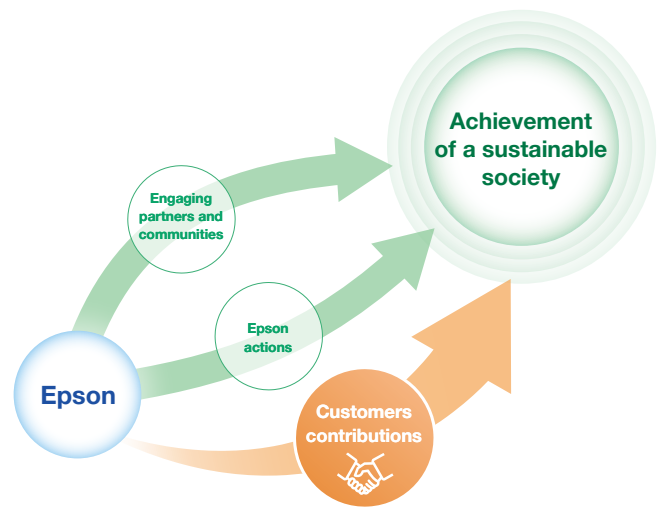 Achievement
of a sustainable
society
Engaging
partners and
communities
Epson
actions
Epson
Customers
contributions